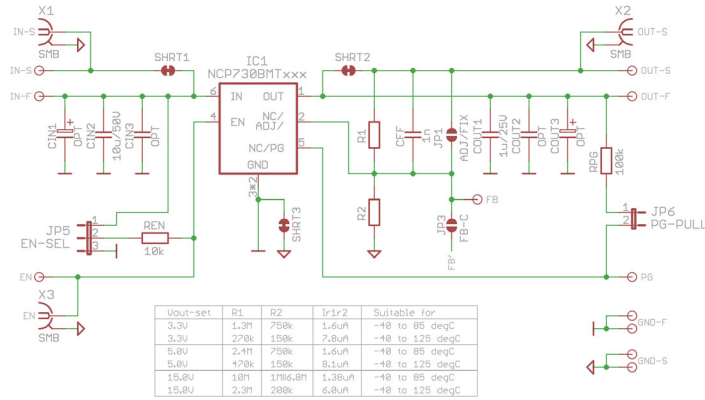 X1
X2
IN-S
OUT-S
SMB
SMB
IC1
NCP730BMTxxx
SHRT1
SHRT2
IN-S
OUT-S
IN-F
6 IN OUT 1
OUT-F
4 EN NC/ 2
ADJ/
NC/PG 5
GND
3*2
CIN1
OPT
CIN2
10u/50V
CIN3
OPT
R1
CFF
1n
JP1
ADJ/FIX
COUT1
1u/25V
COUT2
OPT
COUT3
OPT
RPG
100k
FB
R2
JP3
FB-C
FB'
SHRT3
JP5
EN-SEL
1
2
3
REN
10k
1
2
JP6
PG-PULL
EN
PG
X3
EN
SMB
GND-F
GND-S
Vout-set R1 R2 Ir1r2 Suitable for
3.3V 1.3M 750k 1.6uA -40 to 85 degC
3.3V 270k 150k 7.8uA -40 to 125 degC
5.0V 2.4M 750k 1.6uA -40 to 85 degC
5.0V 470k 150k 8.1uA -40 to 125 degC
15.0V 10M 1M||6.8M 1.38uA -40 to 85 degC
15.0V 2.3M 200k 6.0uA -40 to 125 degC